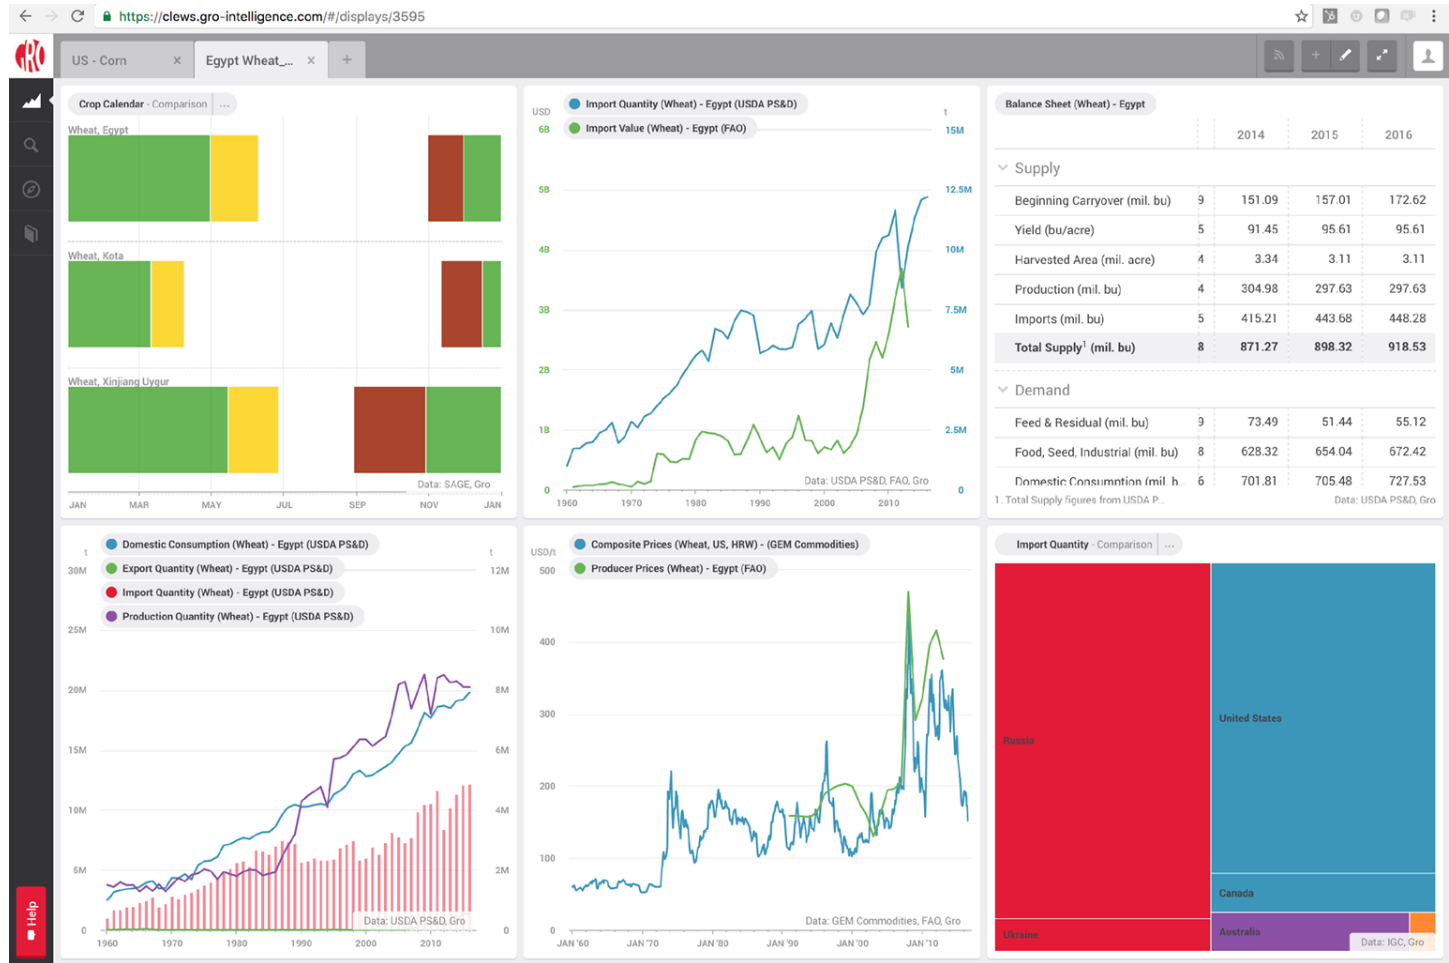 https://clews.gro-intelligence.com/#/displays/3595
GRO
US - Corn
Egypt Wheat_...
Crop Calendar - Comparison ...
Wheat, Egypt
Wheat, Kota
Wheat, Xinjiang Uygur
Data: SAGE, Gro
JAN MAR MAY JUL SEP NOV JAN
Import Quantity (Wheat) - Egypt (USDA PS&D)
Import Value (Wheat) - Egypt (FAO)
USD t
6B 15M
5B 12.5M
4B 10M
3B 7.5M
2B 5M
1B 2.5M
0 0
Data: USDA PS&D, FAO, Gro
1960 1970 1980 1990 2000 2010
Balance Sheet (Wheat) - Egypt
2014 2015 2016
Supply
Beginning Carryover (mil. bu) 9 151.09 157.01 172.62
Yield (bu/acre) 5 91.45 95.61 95.61
Harvested Area (mil. acre) 4 3.34 3.11 3.11
Production (mil. bu) 4 304.98 297.63 297.63
Imports (mil. bu) 5 415.21 443.68 448.28
Total Supply1 (mil. bu) 8 871.27 898.32 918.53
Demand
Feed & Residual (mil. bu) 9 73.49 51.44 55.12
Food, Seed, Industrial (mil. bu) 8 628.32 654.04 672.42
Domestic Consumption (mil. b... 6 701.81 705.48 727.53
1. Total Supply figures from USDA P... Data: USDA PS&D, Gro
Domestic Consumption (Wheat) - Egypt (USDA PS&D)
Export Quantity (Wheat) - Egypt (USDA PS&D)
Import Quantity (Wheat) - Egypt (USDA PS&D)
Production Quantity (Wheat) - Egypt (USDA PS&D)
t t
30M 12M
25M 10M
20M 8M
15M 6M
10M 4M
5M 2M
0 0
Data: USDA PS&D, Gro
1960 1970 1980 1990 2000 2010
Composite Prices (Wheat, US, HRW) - (GEM Commodities)
Producer Prices (Wheat) - Egypt (FAO)
USD/t
500
400
300
200
100
0
Data: GEM Commodities, FAO, Gro
JAN '60 JAN '70 JAN '80 JAN '90 JAN '00 JAN '10
Import Quantity - Comparison ...
Russia
United States
Canada
Ukraine
Australia
Data: IGC, Gro
Help